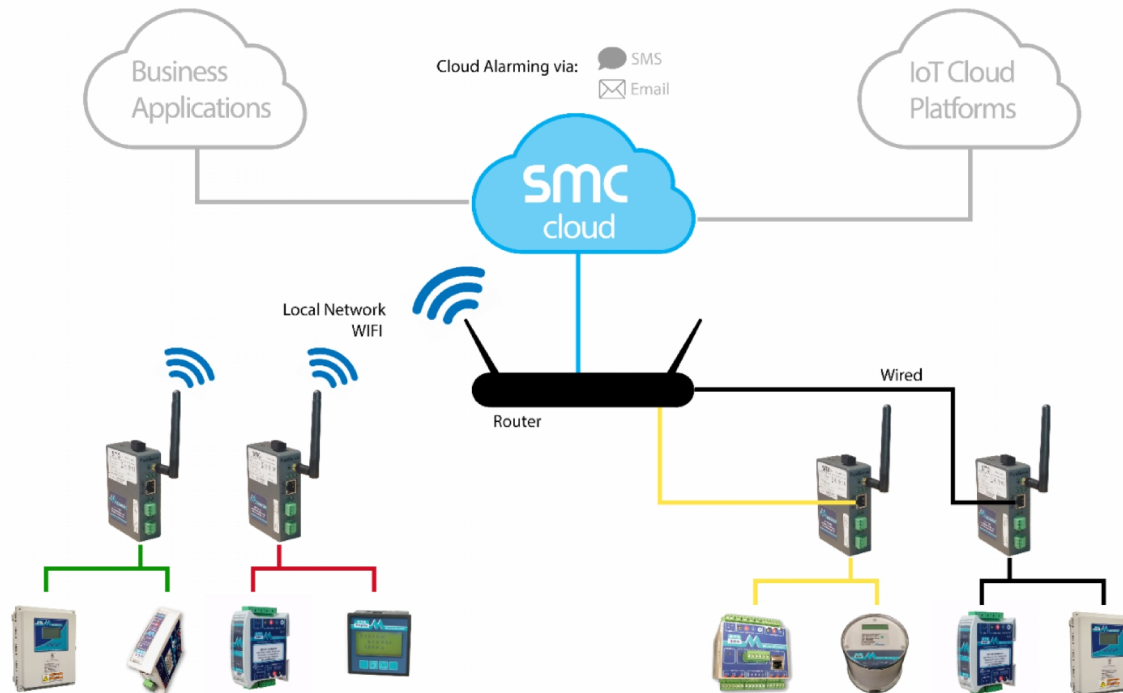 Business
Applications
Cloud Alarming via:
SMS
Email
IoT Cloud
Platforms
smc
cloud
Local Network
WIFI
Router
Wired